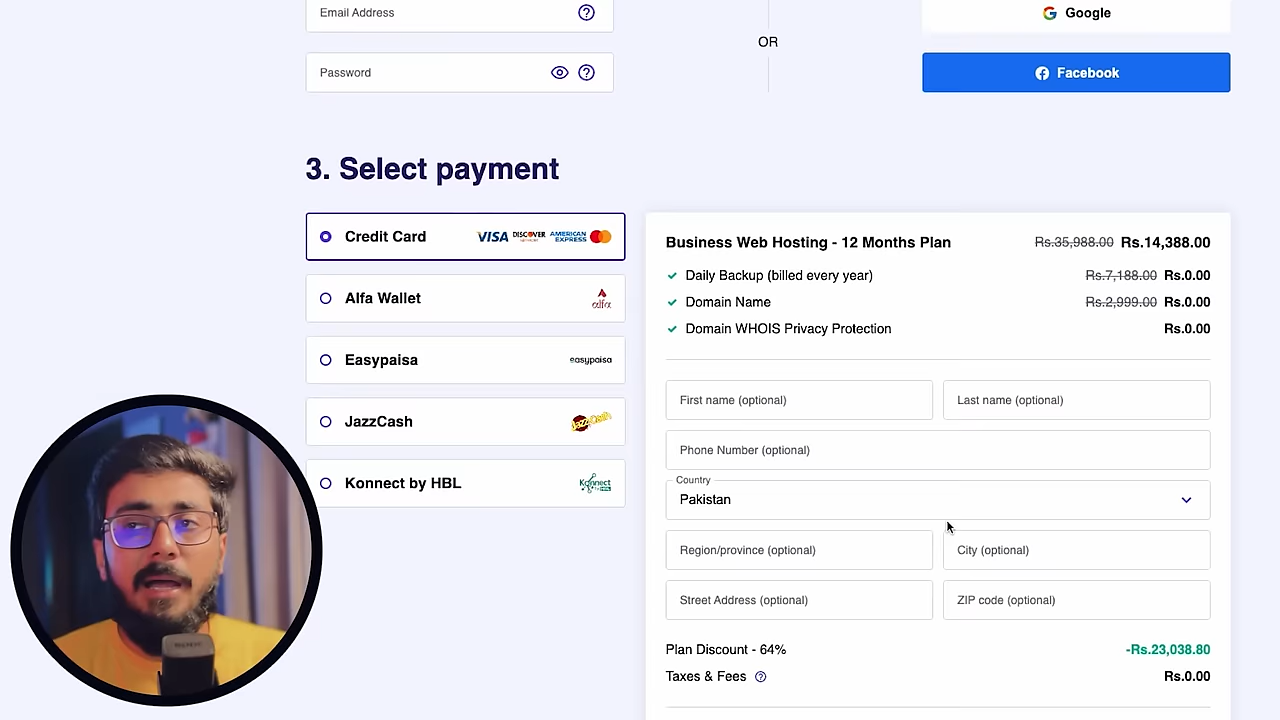 Email Address
Google
OR
Password
Facebook
3. Select payment
Credit Card VISA DISCOVER AMERICAN EXPRESS
Alfa Wallet alfa
Easypaisa easypaisa
JazzCash JazzCash
Konnect by HBL Konnect by HBL
Business Web Hosting - 12 Months Plan Rs.35,988.00 Rs.14,388.00
Daily Backup (billed every year) Rs.7,188.00 Rs.0.00
Domain Name Rs.2,999.00 Rs.0.00
Domain WHOIS Privacy Protection Rs.0.00
First name (optional) Last name (optional)
Phone Number (optional)
Country
Pakistan
Region/province (optional) City (optional)
Street Address (optional) ZIP code (optional)
Plan Discount - 64% -Rs.23,038.80
Taxes & Fees Rs.0.00